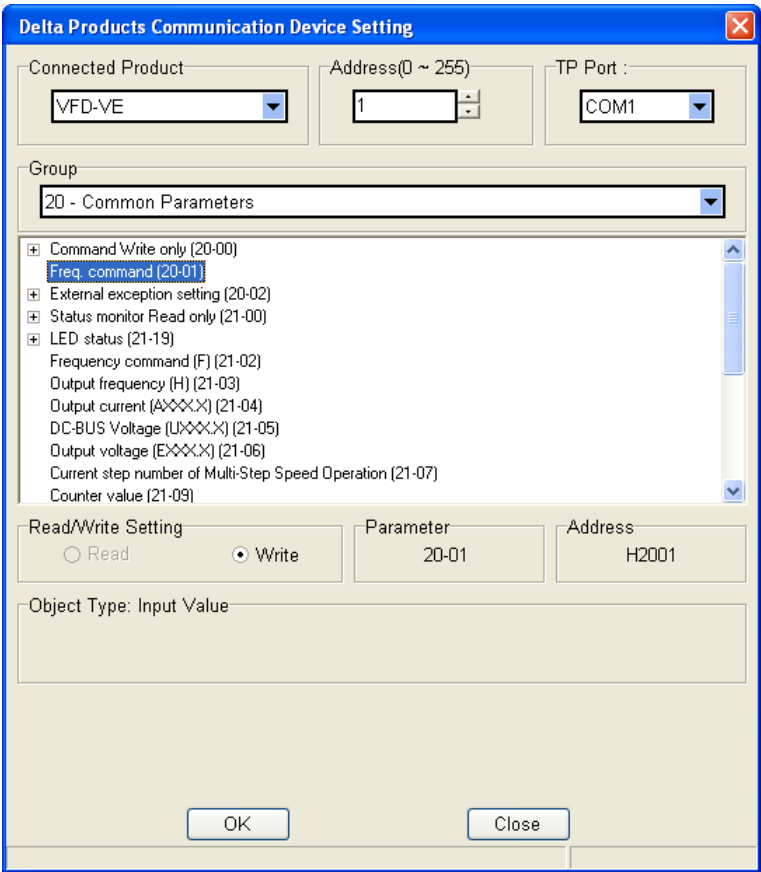 Delta Products Communication Device Setting
Connected Product
Address(0 ~ 255)
TP Port :
VFD-VE
1
COM1
Group
20 - Common Parameters
Command Write only (20-00)
Freq. command (20-01)
External exception setting (20-02)
Status monitor Read only (21-00)
LED status (21-19)
Frequency command (F) (21-02)
Output frequency (H) (21-03)
Output current (AXXX.X) (21-04)
DC-BUS Voltage (UXXX.X) (21-05)
Output voltage (EXXX.X) (21-06)
Current step number of Multi-Step Speed Operation (21-07)
Counter value (21-09)
Read/Write Setting
Parameter
Address
Read
Write
20-01
H2001
Object Type: Input Value
OK
Close